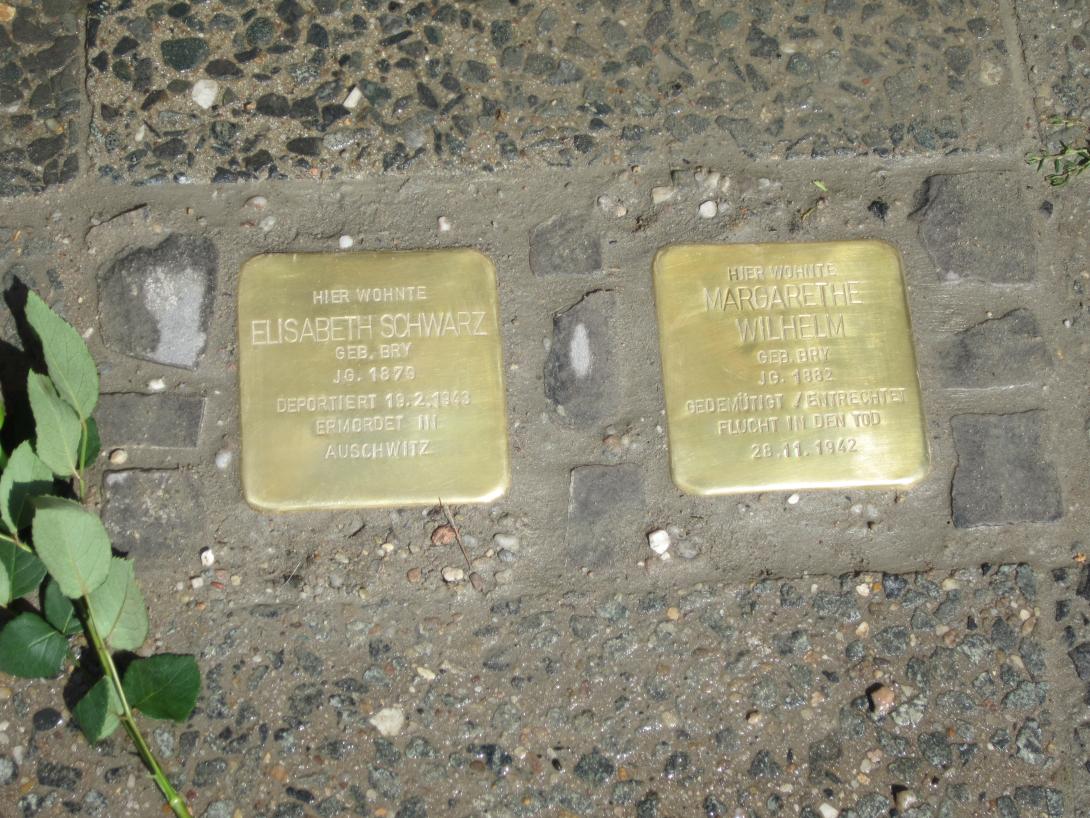 HIER WOHNTE
ELISABETH SCHWARZ
GEB. BRY
JG. 1879
DEPORTIERT 19.2.1943
ERMORDET IN
AUSCHWITZ
HIER WOHNTE
MARGARETHE
WILHELM
GEB. BRY
JG. 1882
GEDEMÜTIGT / ENTRECHTET
FLUCHT IN DEN TOD
28.11.1942